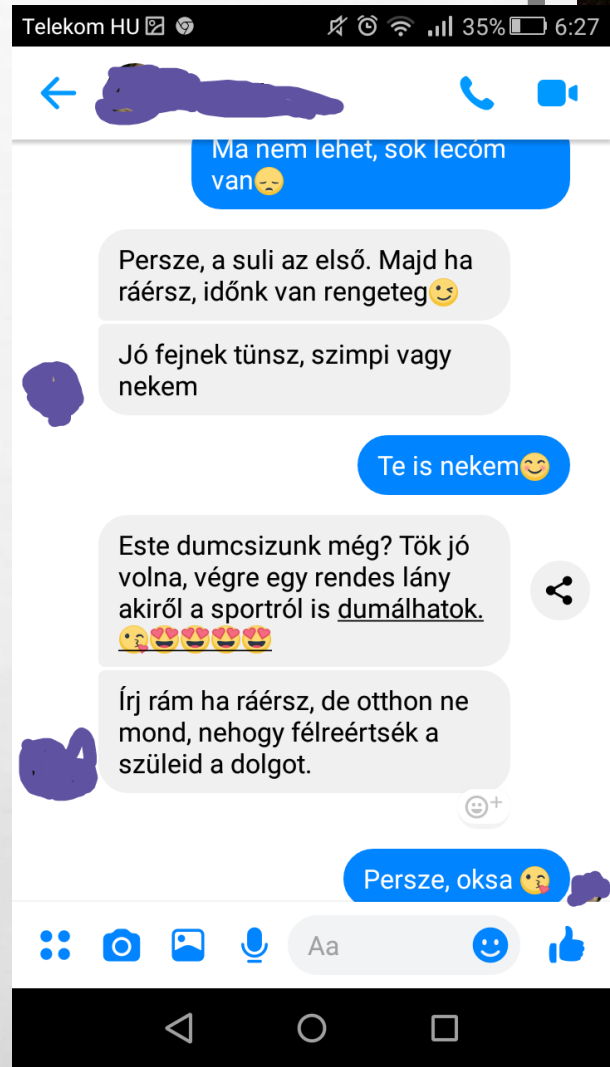 Telekom HU 35% 6:27
Ma nem lehet, sok lecóm
van😞
Persze, a suli az első. Majd ha
ráérsz, időnk van rengeteg😉
Jó fejnek tünsz, szimpi vagy
nekem
Te is nekem😊
Este dumcsizunk még? Tök jó
volna, végre egy rendes lány
akiről a sportról is dumálhatok.
😘😍😍😍😍
Írj rám ha ráérsz, de otthon ne
mond, nehogy félreértsék a
szüleid a dolgot.
Persze, oksa 😘
Aa